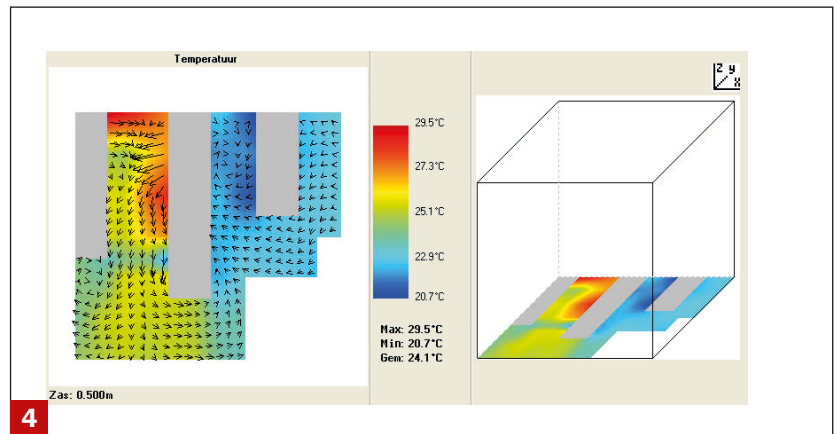 Temperatuur
29.5°C
27.3°C
25.1°C
22.9°C
20.7°C
Max: 29.5°C
Min: 20.7°C
Gem: 24.1°C
Zas: 0.500m
Z y
x
4